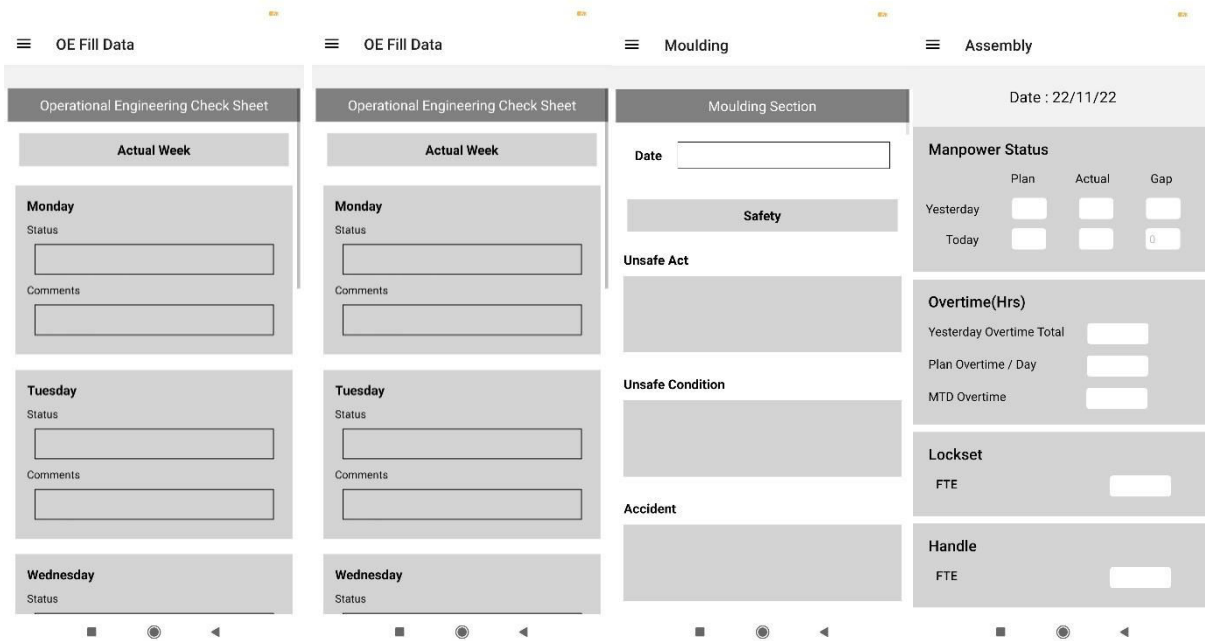 OE Fill Data
Operational Engineering Check Sheet
Actual Week
Monday
Status
Comments
Tuesday
Status
Comments
Wednesday
Status
OE Fill Data
Operational Engineering Check Sheet
Actual Week
Monday
Status
Comments
Tuesday
Status
Comments
Wednesday
Status
Moulding
Moulding Section
Date
Safety
Unsafe Act
Unsafe Condition
Accident
Assembly
Date : 22/11/22
Manpower Status
Plan Actual Gap
Yesterday
Today 0
Overtime(Hrs)
Yesterday Overtime Total
Plan Overtime / Day
MTD Overtime
Lockset
FTE
Handle
FTE